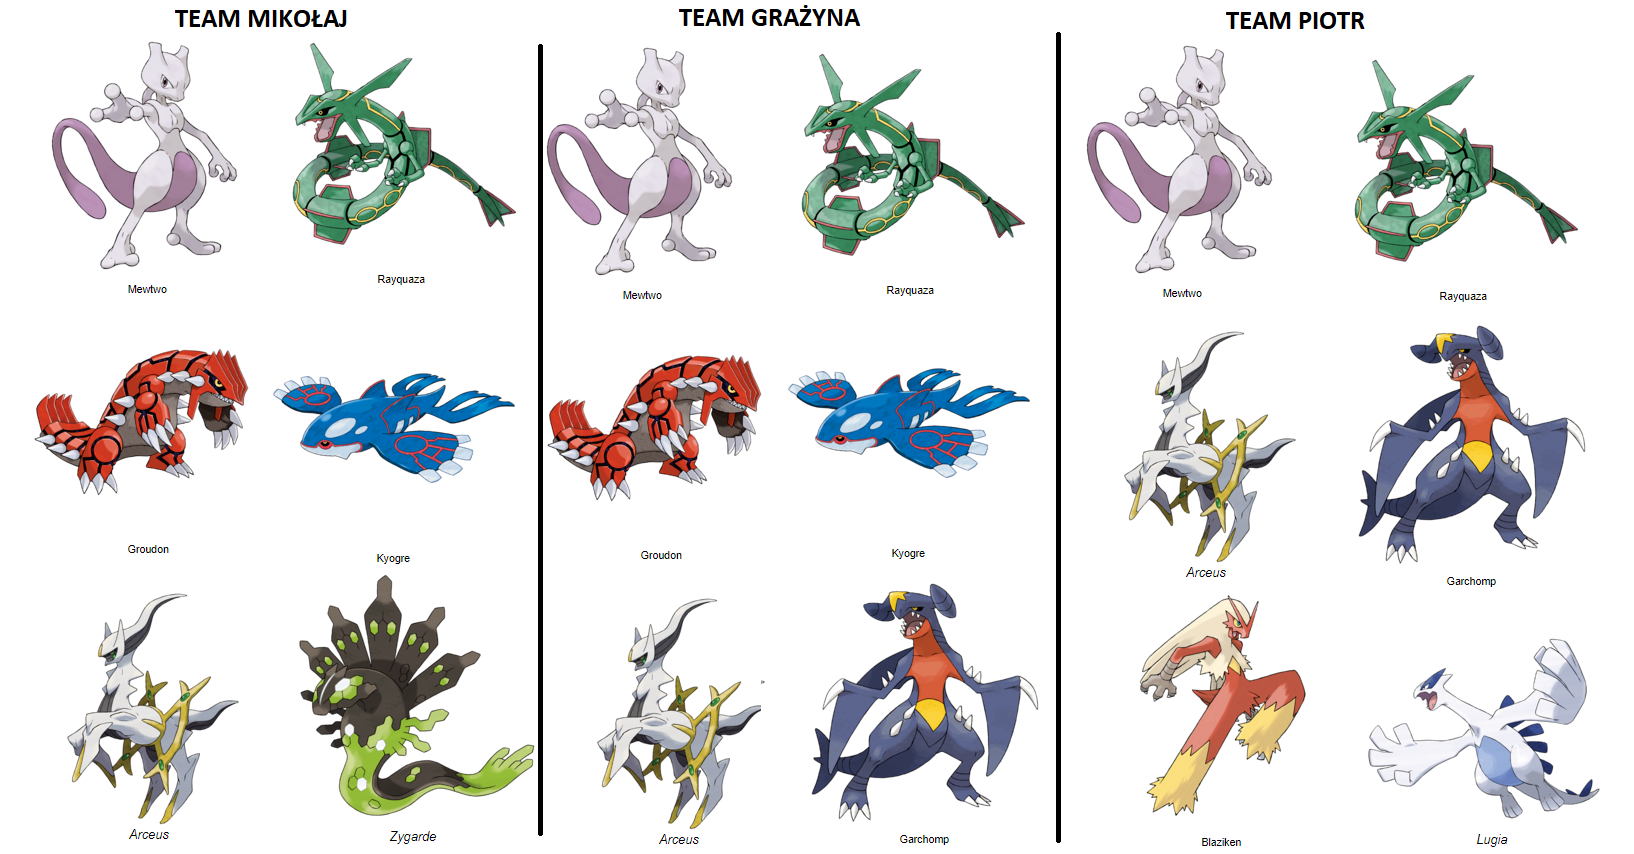 TEAM MIKOŁAJ
TEAM GRAŻYNA
TEAM PIOTR
Mewtwo
Rayquaza
Mewtwo
Rayquaza
Mewtwo
Rayquaza
Groudon
Kyogre
Groudon
Kyogre
Arceus
Garchomp
Arceus
Zygarde
Arceus
Garchomp
Blaziken
Lugia